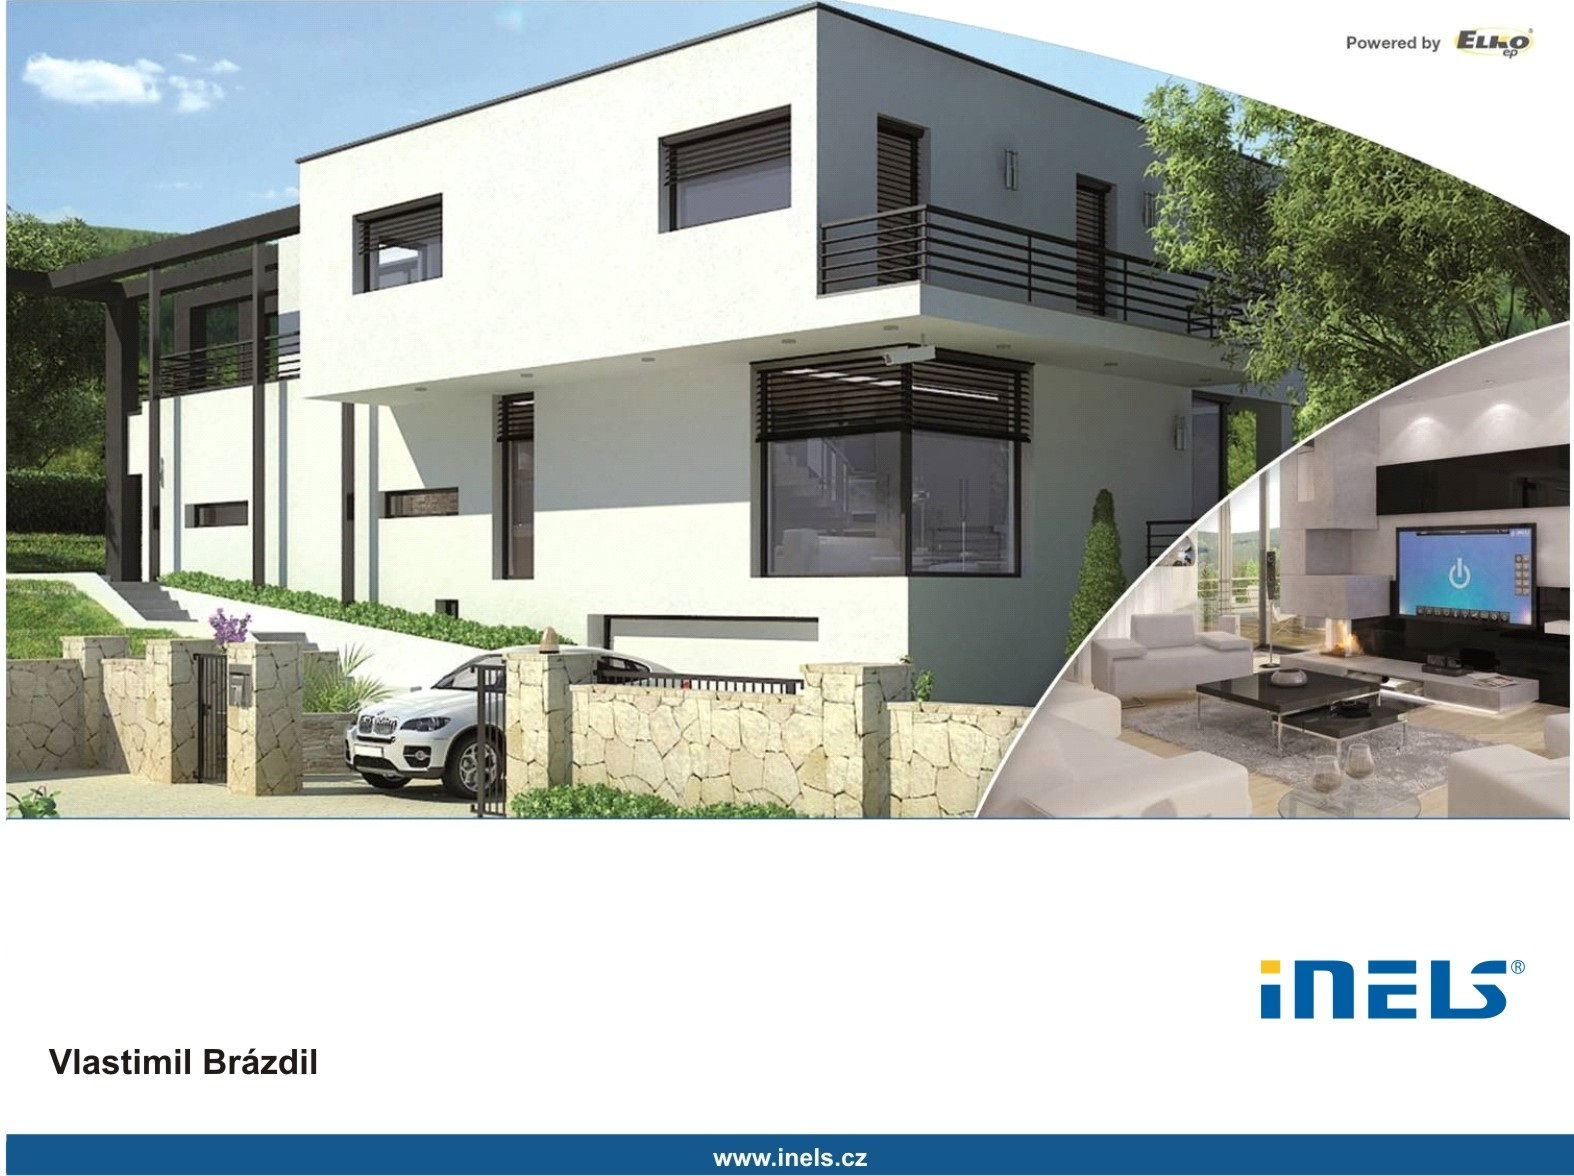 Powered by ELKO ep
iNELS®
Vlastimil Brázdil
www.inels.cz